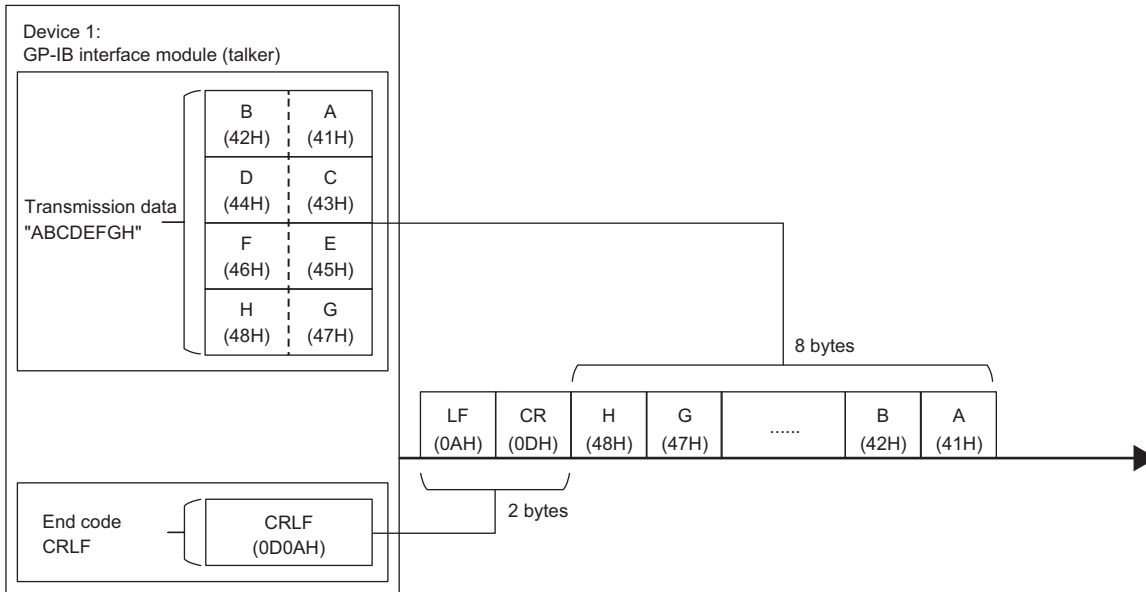 Device 1:
GP-IB interface module (talker)
B A
(42H) (41H)
D C
(44H) (43H)
Transmission data
"ABCDEFGH"
F E
(46H) (45H)
H G
(48H) (47H)
8 bytes
LF CR H G ...... B A
(0AH) (0DH) (48H) (47H) (42H) (41H)
2 bytes
End code
CRLF
CRLF
(0D0AH)